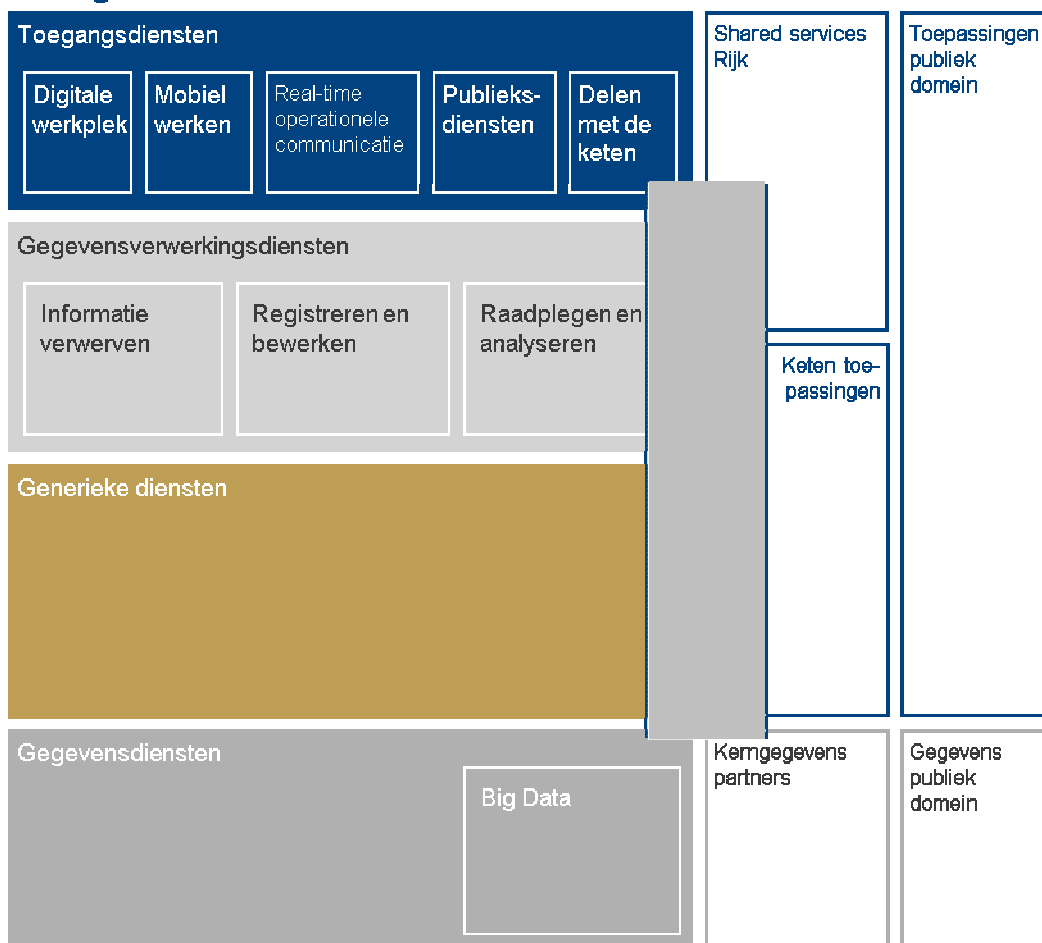 Toegangsdiensten
Digitale
werkplek
Mobiel
werken
Real-time
operationele
communicatie
Publieks-
diensten
Delen
met de
keten
Shared services
Rijk
Toepassingen
publiek
domein
Gegevensverwerkingsdiensten
Informatie
verwerven
Registreren en
bewerken
Raadplegen en
analyseren
Keten toe-
passingen
Generieke diensten
Gegevensdiensten
Big Data
Kerngegevens
partners
Gegevens
publiek
domein